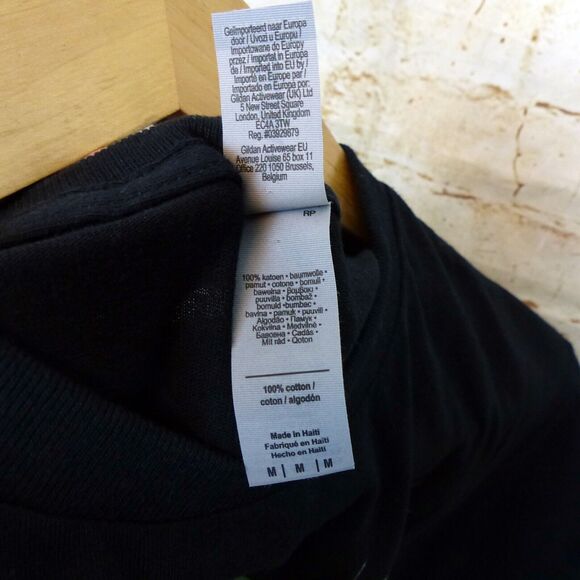 Geïmporteerd naar Europa
door / Uvozi u Europu /
Importowane do Europy
przez / Importat in Europa
de / Imported into EU by /
Importé en Europe par /
Importado en Europa por:
Gildan Activewear (UK) Ltd
5 New Street Square
London, United Kingdom
EC4A 3TW
Reg. #03929879
Gildan Activewear EU
Avenue Louise 65 box 11
Office 220 1050 Brussels,
Belgium
RP
100% katoen • baumwolle •
pamut • cotone • bomuli •
bawełna • Βαμβάκι •
puuvilla • bombaž •
bomuld • bumbac •
bavlna • pamuk • puuvill •
Algodão • Памук •
Kokvilna • Medvilnė •
Бавовна • Cadás •
Mit rád • Qoton
100% cotton /
coton / algodón
Made in Haiti
Fabriqué en Haïti
Hecho en Haiti
M | M | M